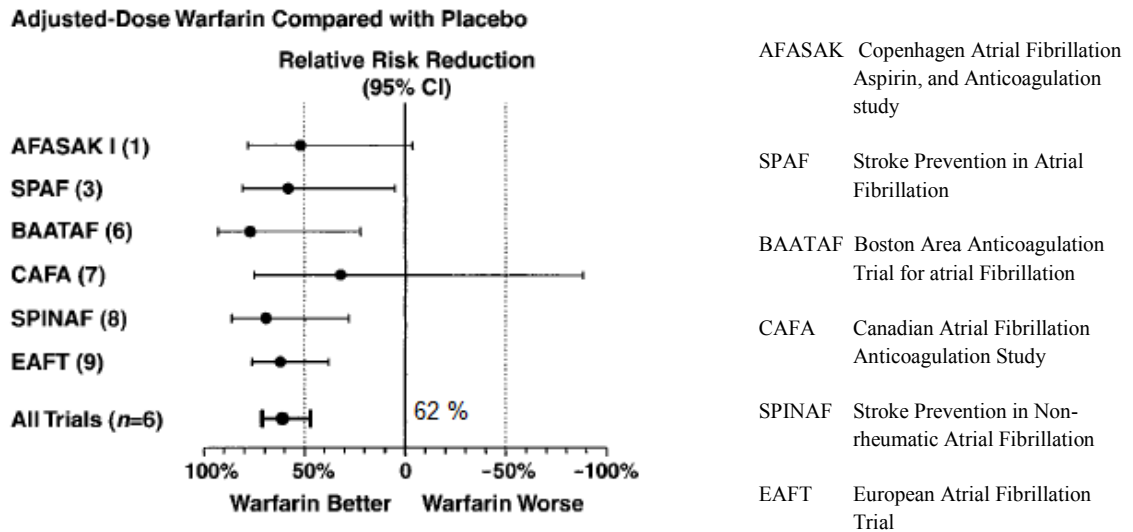 Adjusted-Dose Warfarin Compared with Placebo
Relative Risk Reduction
(95% CI)
AFASAK I (1)
SPAF (3)
BAATAF (6)
CAFA (7)
SPINAF (8)
EAFT (9)
All Trials (n=6)
62 %
100% 50% 0 -50% -100%
Warfarin Better Warfarin Worse
AFASAK Copenhagen Atrial Fibrillation
Aspirin, and Anticoagulation
study
SPAF Stroke Prevention in Atrial
Fibrillation
BAATAF Boston Area Anticoagulation
Trial for atrial Fibrillation
CAFA Canadian Atrial Fibrillation
Anticoagulation Study
SPINAF Stroke Prevention in Non-
rheumatic Atrial Fibrillation
EAFT European Atrial Fibrillation
Trial